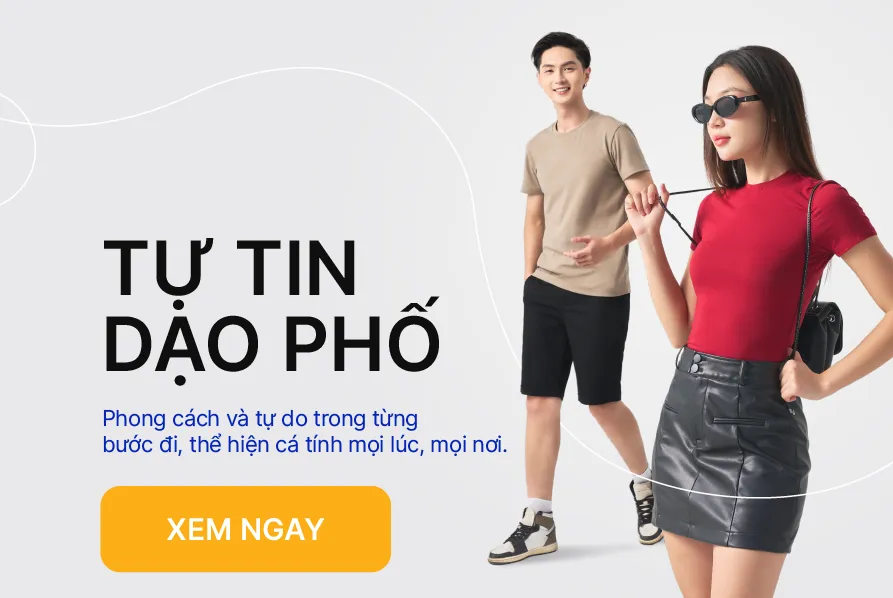 TỰ TIN
DẠO PHỐ
Phong cách và tự do trong từng
bước đi, thể hiện cá tính mọi lúc, mọi nơi.
XEM NGAY